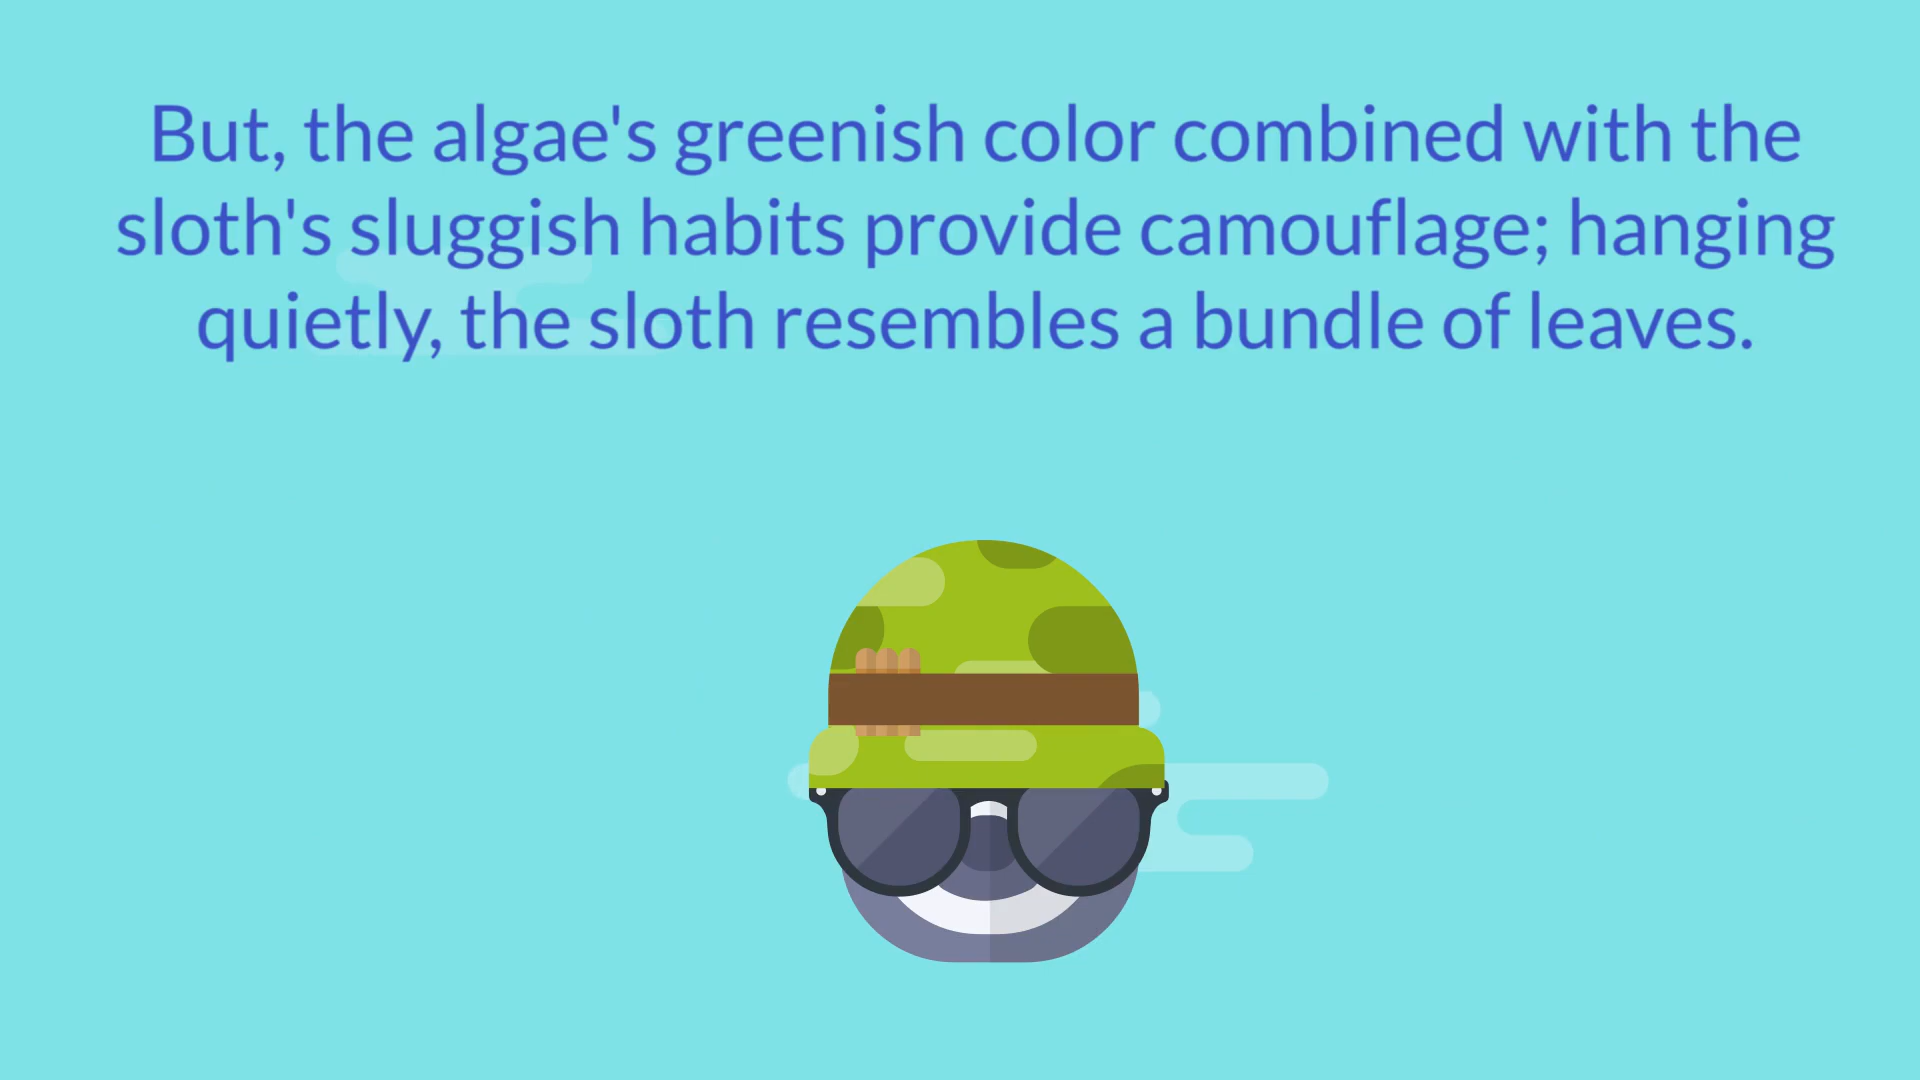 But, the algae's greenish color combined with the
sloth's sluggish habits provide camouflage; hanging
quietly, the sloth resembles a bundle of leaves.